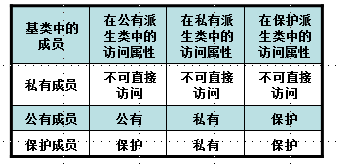 基类中的成员 在公有派生类中的访问属性 在私有派生类中的访问属性 在保护派生类中的访问属性
私有成员 不可直接访问 不可直接访问 不可直接访问
公有成员 公有 私有 保护
保护成员 保护 私有 保护